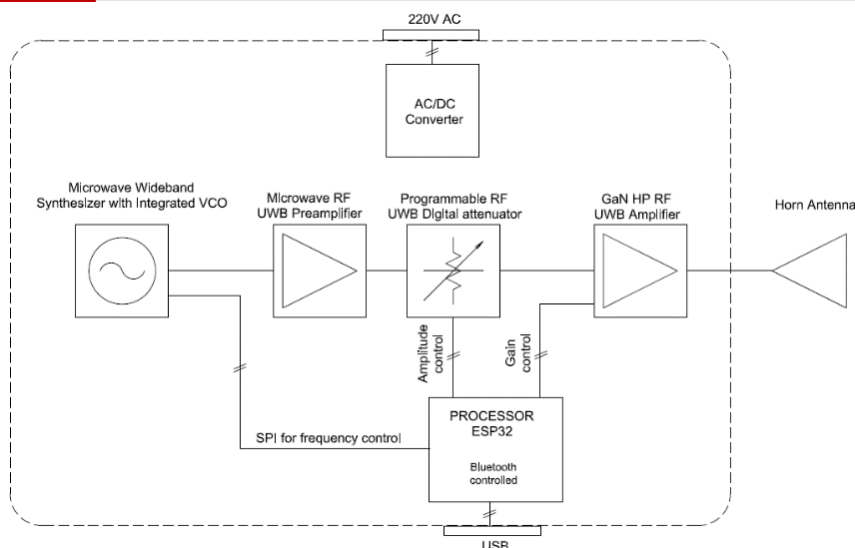 220V AC
AC/DC
Converter
Microwave Wideband
Synthesizer with Integrated VCO
Microwave RF
UWB Preamplifier
Programmable RF
UWB Digital attenuator
GaN HP RF
UWB Amplifier
Horn Antenna
Amplitude
control
Gain
control
PROCESSOR
ESP32
SPI for frequency control
Bluetooth
controlled
USB